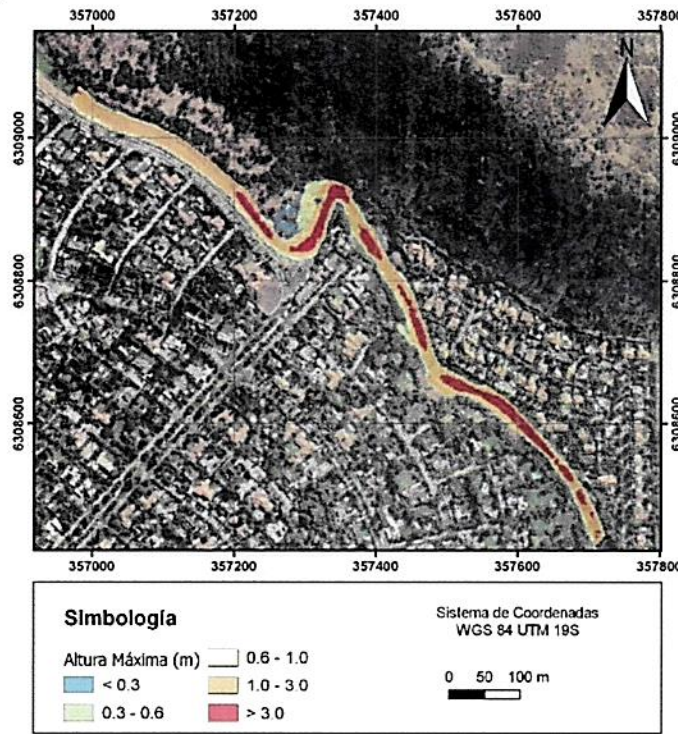 357000 357200 357400 357600 357800
N
6309000 6309000
6308800 6308800
6308600 6308600
357000 357200 357400 357600 357800
Simbología
Altura Máxima (m)
< 0.3
0.3 - 0.6
0.6 - 1.0
1.0 - 3.0
> 3.0
Sistema de Coordenadas
WGS 84 UTM 19S
0 50 100 m